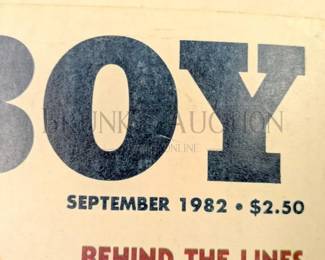 BOY
SEPTEMBER 1982 • $2.50
BEHIND THE LINES